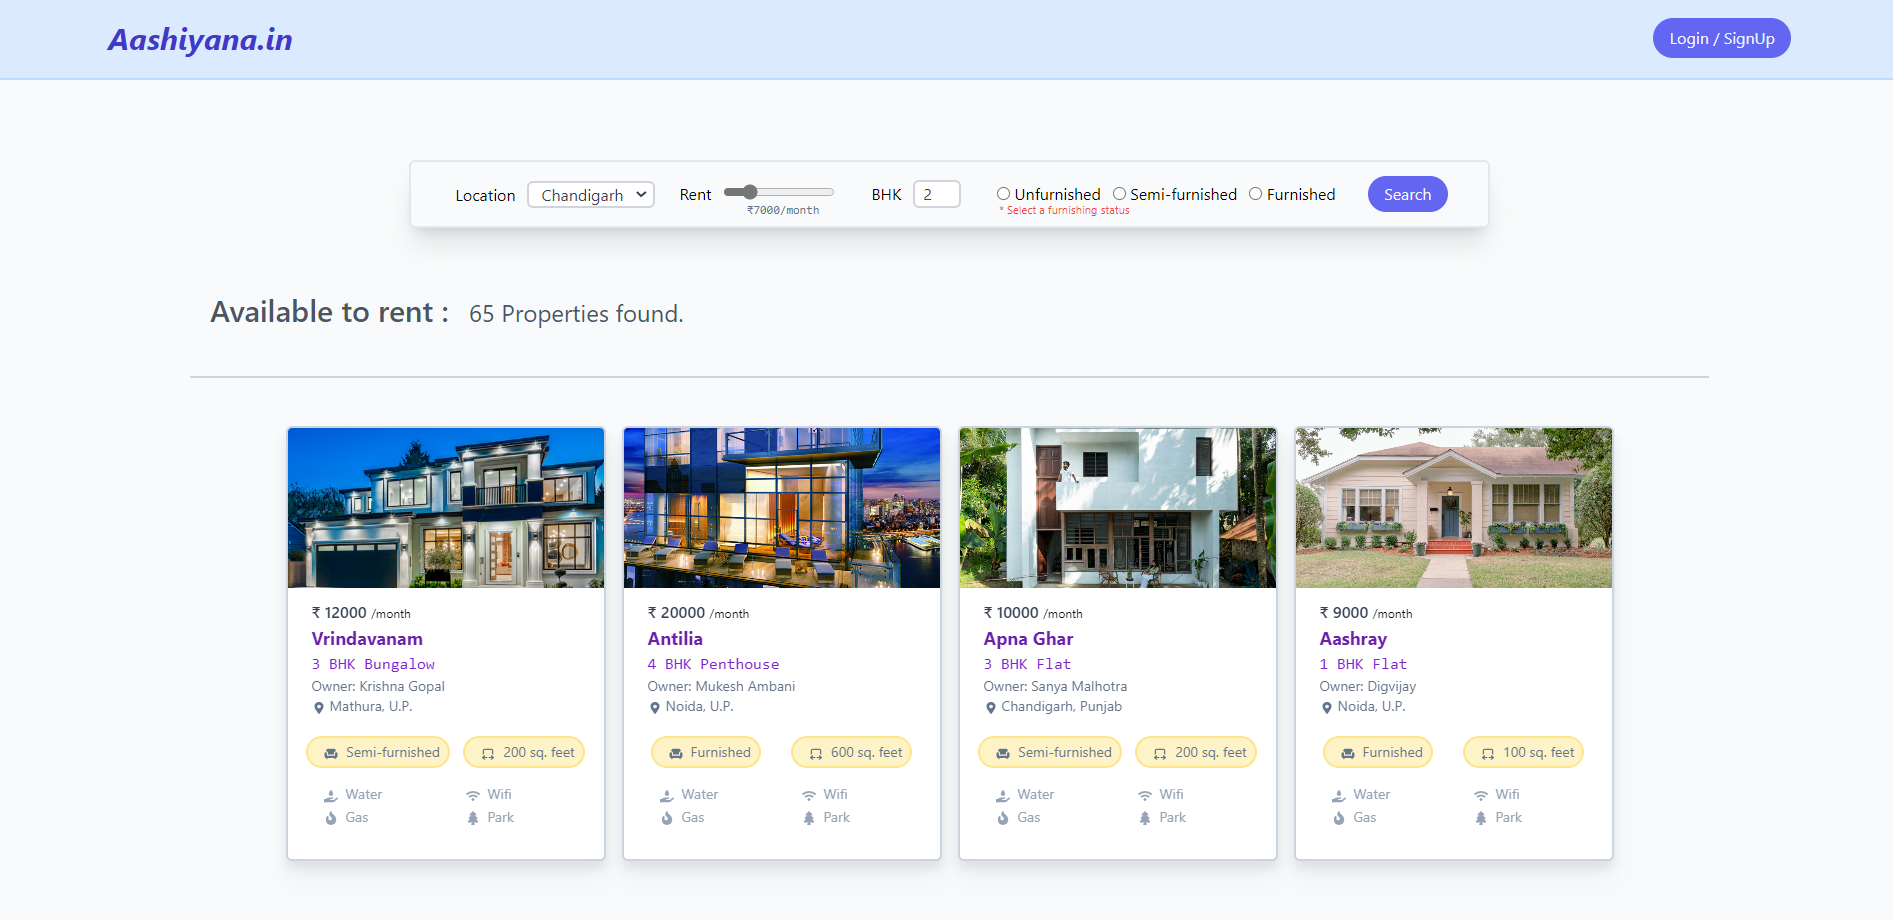 Aashiyana.in
Login / SignUp
Location Chandigarh Rent BHK 2 Unfurnished Semi-furnished Furnished Search
₹7000/month * Select a furnishing status
Available to rent : 65 Properties found.
₹ 12000 /month
Vrindavanam
3 BHK Bungalow
Owner: Krishna Gopal
Mathura, U.P.
Semi-furnished 200 sq. feet
Water Wifi
Gas Park
₹ 20000 /month
Antilia
4 BHK Penthouse
Owner: Mukesh Ambani
Noida, U.P.
Furnished 600 sq. feet
Water Wifi
Gas Park
₹ 10000 /month
Apna Ghar
3 BHK Flat
Owner: Sanya Malhotra
Chandigarh, Punjab
Semi-furnished 200 sq. feet
Water Wifi
Gas Park
₹ 9000 /month
Aashray
1 BHK Flat
Owner: Digvijay
Noida, U.P.
Furnished 100 sq. feet
Water Wifi
Gas Park